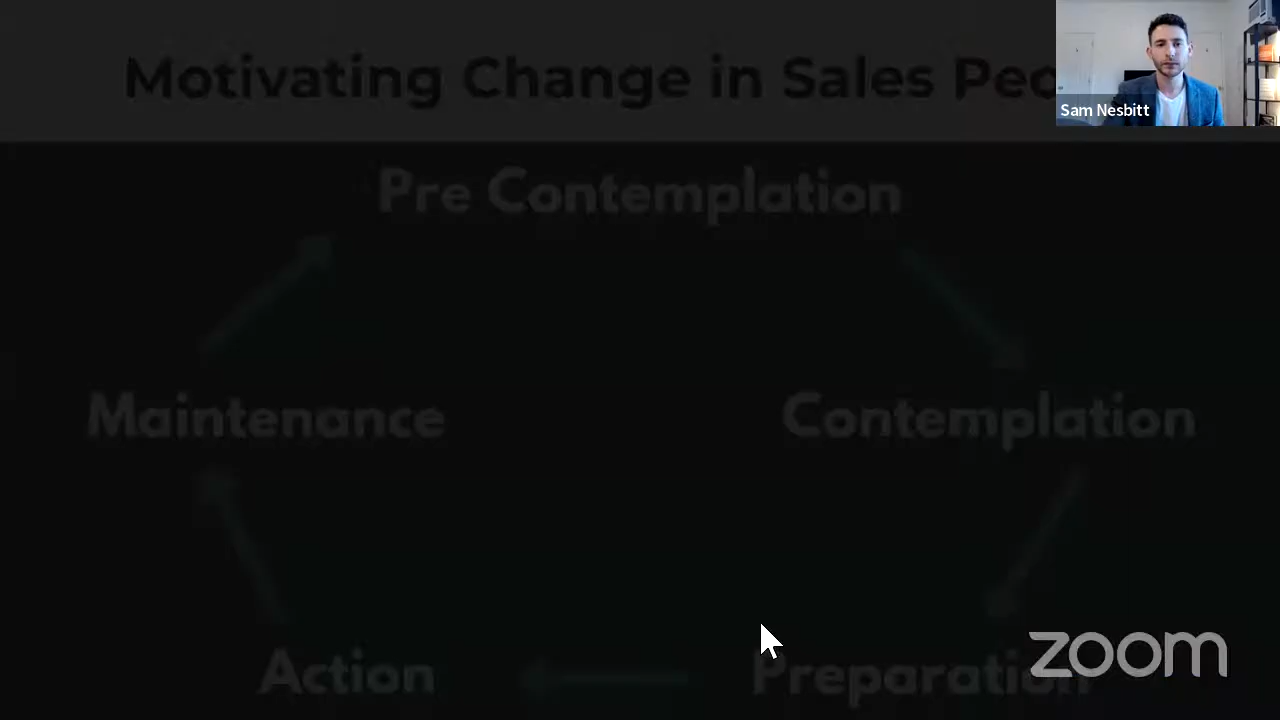 Motivating Change in Sales Peo
Sam Nesbitt
Pre Contemplation
Maintenance
Contemplation
Action
Preparation
zoom